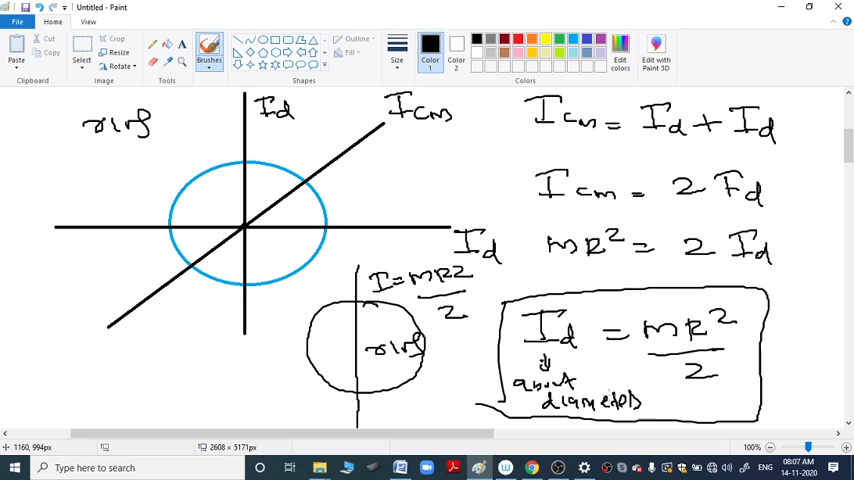 Untitled - Paint
File
Home
View
Paste
Cut
Copy
Clipboard
Select
Crop
Resize
Rotate
Image
Tools
Brushes
Shapes
Outline
Fill
Size
Color 1
Color 2
Edit colors
Edit with Paint 3D
Colors
ring
Id
Icm
Id
Icm = Id + Id
Icm = 2 Id
mR² = 2 Id
I = mR2/2
ring
Id = mR²/2
about
1160, 994px
2608 × 5171px
100%
Type here to search
ENG
08:07 AM
14-11-2020